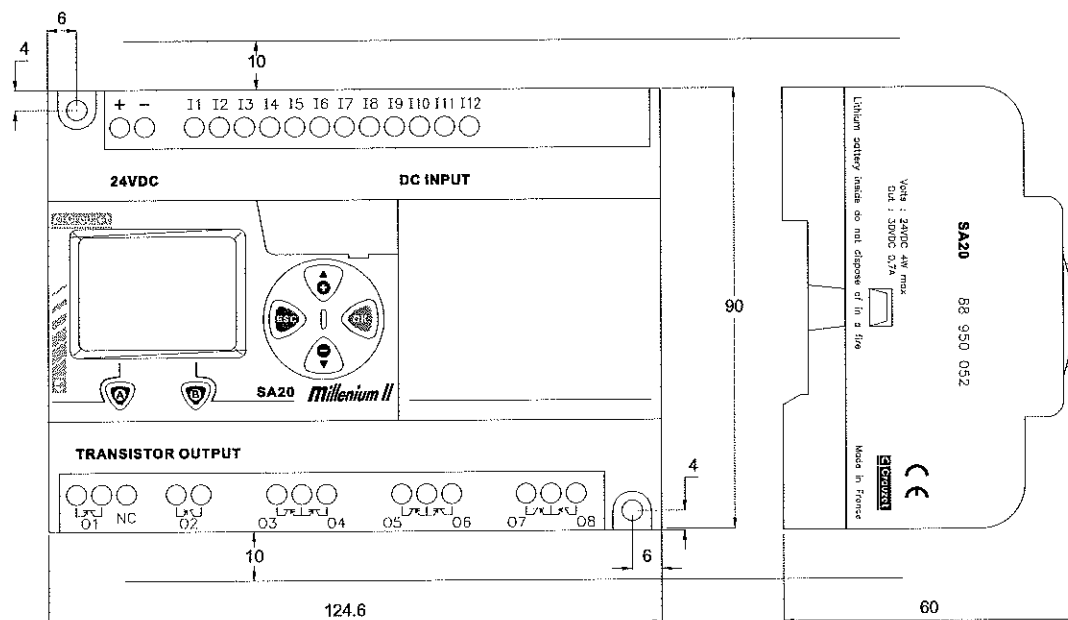 6
4
10
+ - I1 I2 I3 I4 I5 I6 I7 I8 I9 I10 I11 I12
24VDC DC INPUT
ESC
OK
A B
SA20 Millenium II
TRANSISTOR OUTPUT
O1 NC O2 O3 O4 O5 O6 O7 O8
4
6
10
124.6
90
Lithium battery inside do not dispose of in a fire
Volts : 24VDC 4W max
Out : 30VDC 0,7A
SA20 88 950 052
Made in France
Crouzet
CE
60